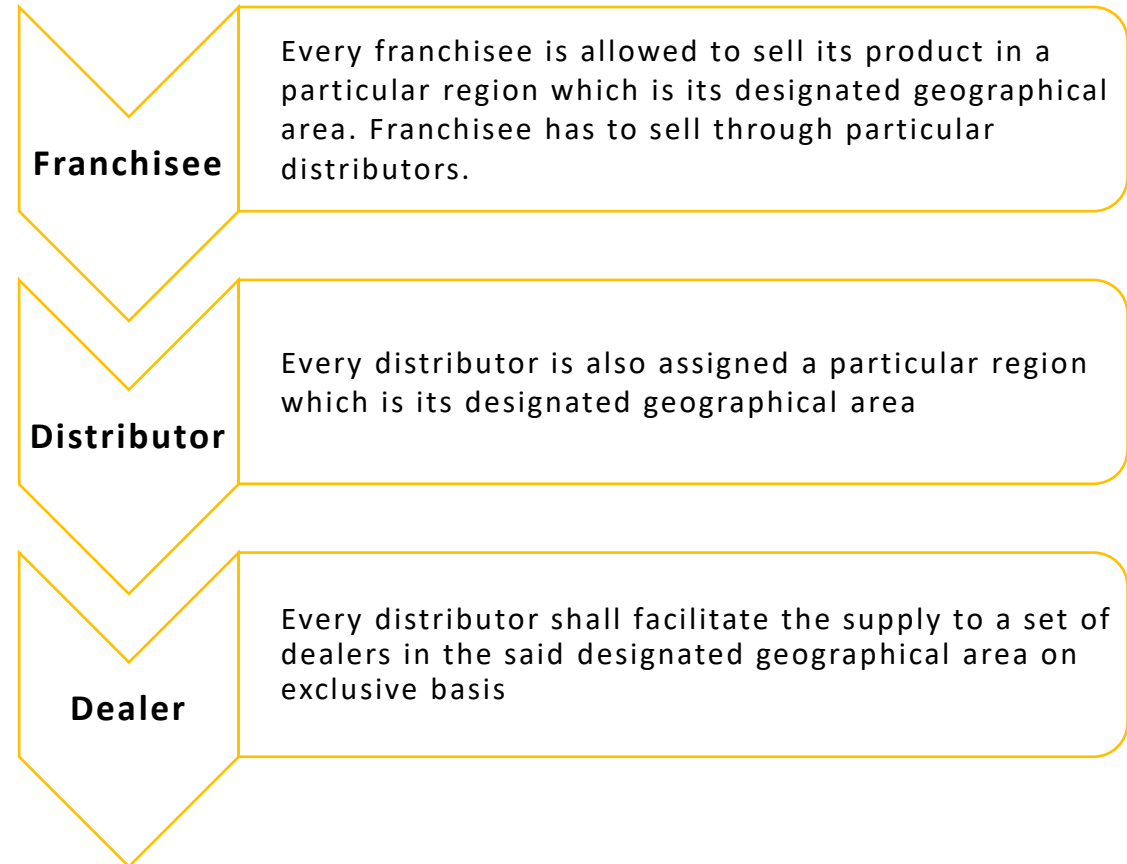 Franchisee
Every franchisee is allowed to sell its product in a
particular region which is its designated geographical
area. Franchisee has to sell through particular
distributors.
Distributor
Every distributor is also assigned a particular region
which is its designated geographical area
Dealer
Every distributor shall facilitate the supply to a set of
dealers in the said designated geographical area on
exclusive basis